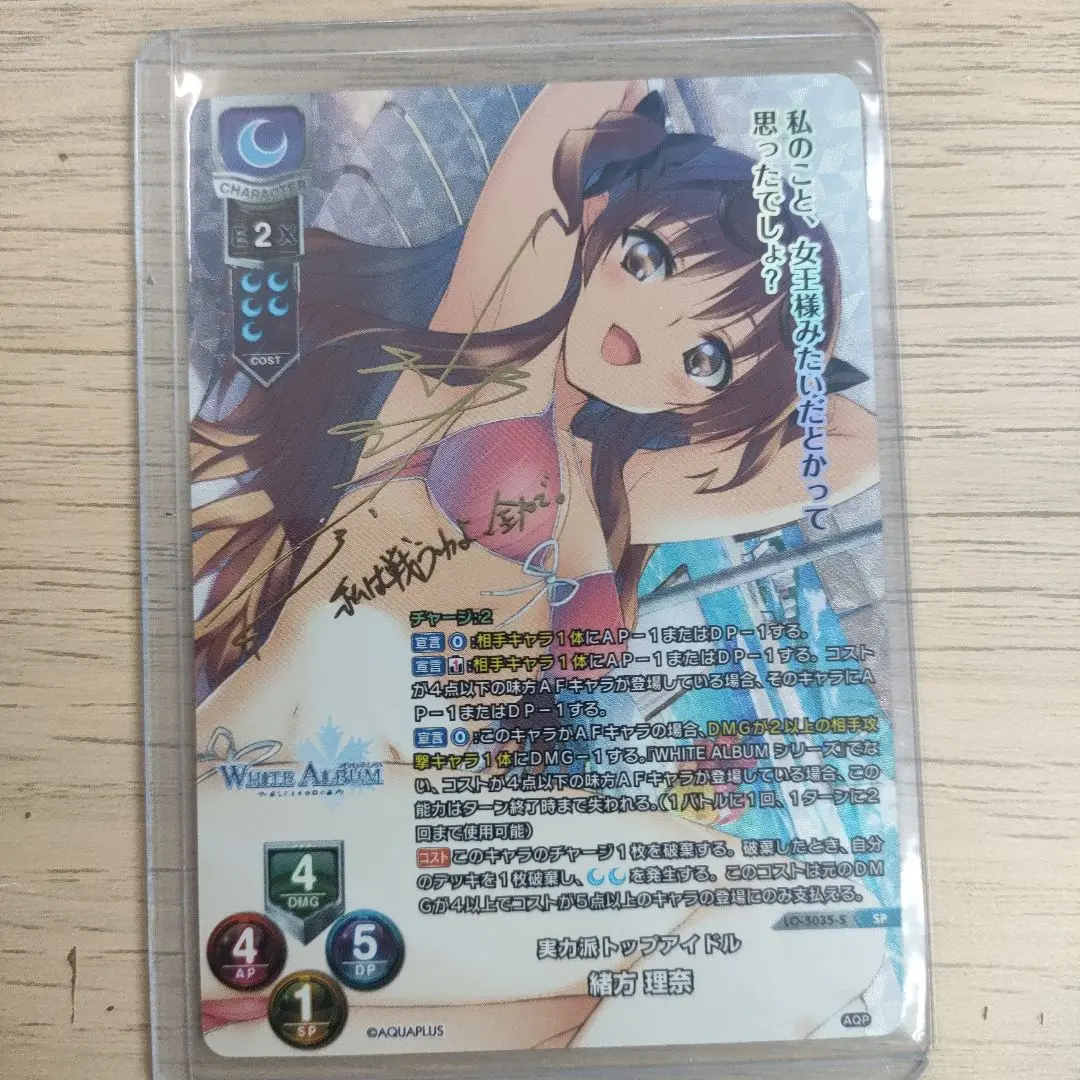 CHARACTER
EX 2
COST
私のこと、女王様みたいだとかって
思ったでしょ?
私は戦うわよ
チャージ:2
宣言 0:相手キャラ1体にAP-1またはDP-1する。
宣言 1:相手キャラ1体にAP-1またはDP-1する。コスト
が4点以下の味方AFキャラが登場している場合、そのキャラにA
P-1またはDP-1する。
宣言 0:このキャラがAFキャラの場合、DMGが2以上の相手攻
撃キャラ1体にDMG-1する。『WHITE ALBUM シリーズ』でな
い、コストが4点以下の味方AFキャラが登場している場合、この
能力はターン終了時まで失われる。(1バトルに1回、1ターンに2
回まで使用可能)
コスト このキャラのチャージ1枚を破棄する。破棄したとき、自分
のデッキを1枚破棄し、を発生する。このコストは元のDM
Gが4以上でコストが5点以上のキャラの登場にのみ支払える。
WHITE ALBUM
4
DMG
4
AP
5
DP
1
SP
LO-5035-S SP
実力派トップアイドル
緒方 理奈
©AQUAPLUS
AQP